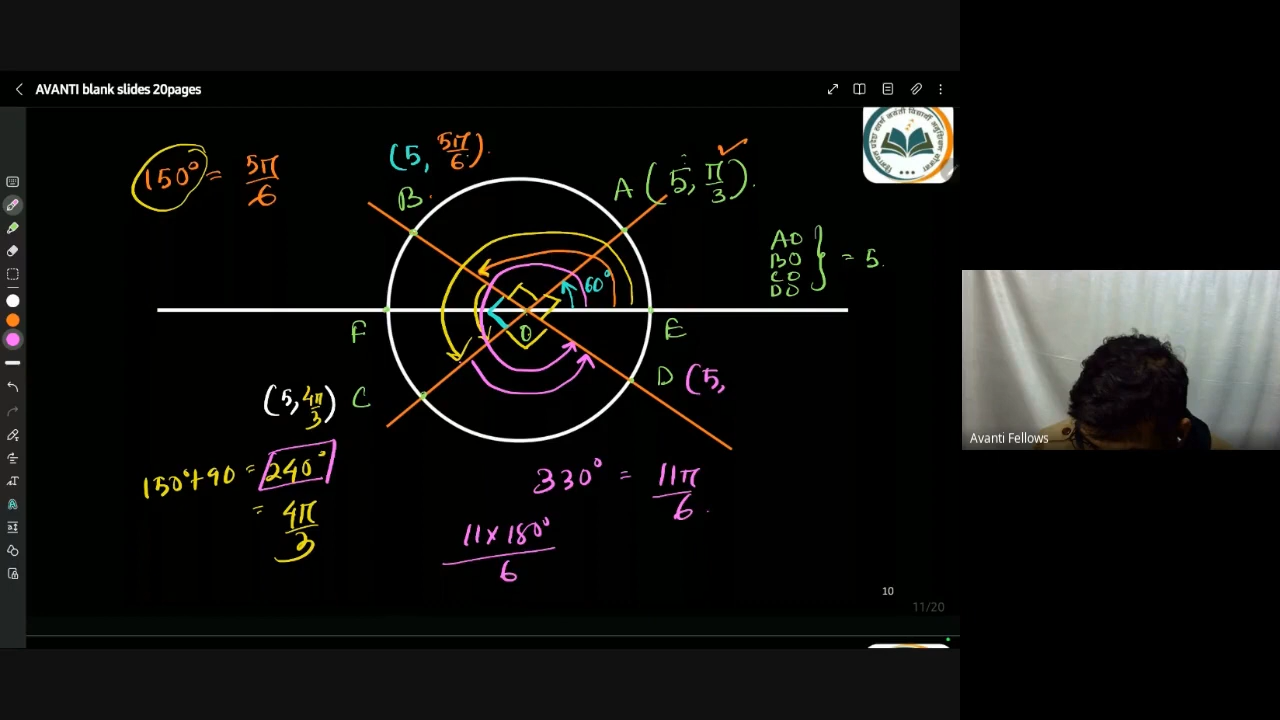 AVANTI blank slides 20pages
150° = 5π/6
(5, 5π/6).
B.
A (5, π/3).
AO
BO
CO
DO
} = 5.
60°
F
O
E
D (5,
(5, 4π/3) C
150°+90 = 240°
= 4π/3
330° = 11π/6.
11×180°/6
Avanti Fellows
10
11/20